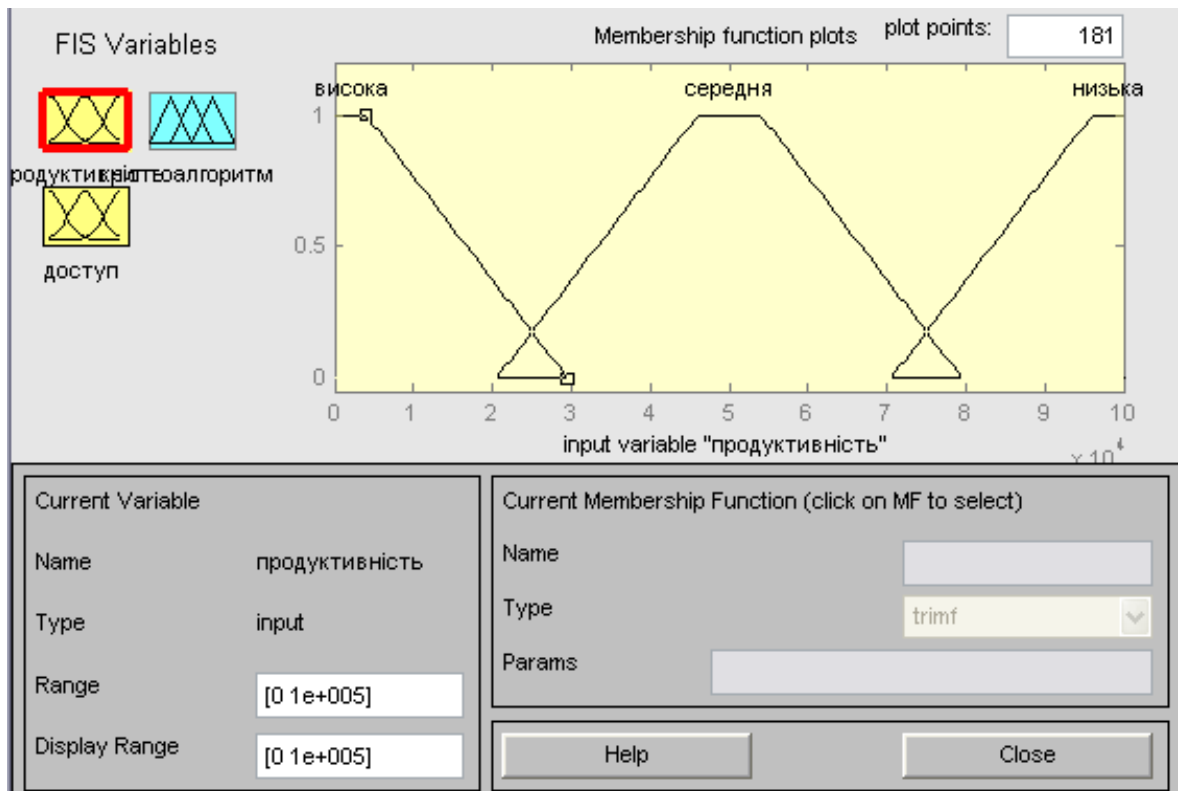 FIS Variables
Membership function plots
plot points:
181
доступ
висока
середня
низька
1
0.5
0
0 1 2 3 4 5 6 7 8 9 10
input variable "продуктивність"
x 10
Current Variable
Name продуктивність
Type input
Range [0 1e+005]
Display Range [0 1e+005]
Current Membership Function (click on MF to select)
Name
Type trimf
Params
Help Close